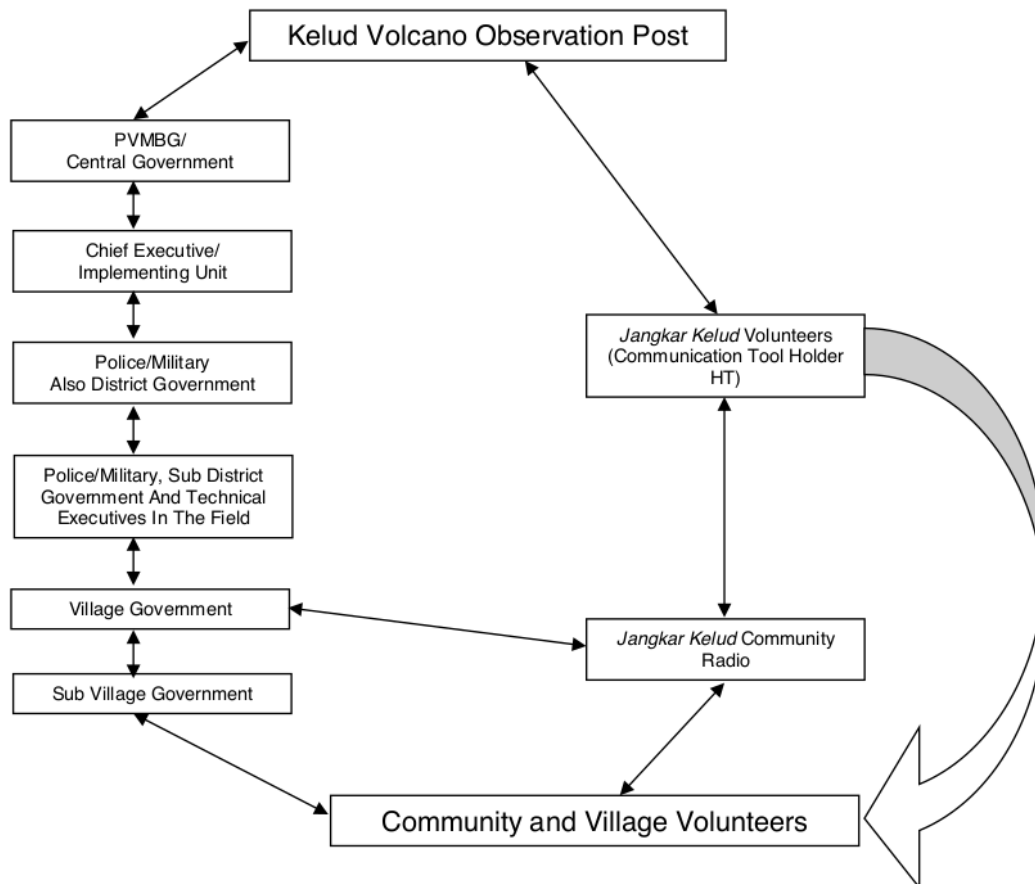 Kelud Volcano Observation Post
PVMBG/
Central Government
Chief Executive/
Implementing Unit
Police/Military
Also District Government
Police/Military, Sub District
Government And Technical
Executives In The Field
Village Government
Sub Village Government
Jangkar Kelud Volunteers
(Communication Tool Holder
HT)
Jangkar Kelud Community
Radio
Community and Village Volunteers